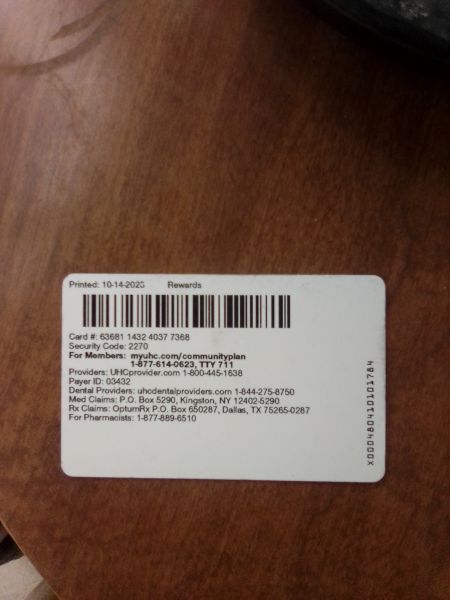 Printed: 10-14-2023 Rewards
Card #: 63681 1432 4037 7368
Security Code: 2270
For Members: myuhc.com/communityplan
1-877-614-0623, TTY 711
Providers: UHCprovider.com 1-800-445-1638
Payer ID: 03432
Dental Providers: uhcdentalproviders.com 1-844-275-8750
Med Claims: P.O. Box 5290, Kingston, NY 12402-5290
Rx Claims: OptumRx P.O. Box 650287, Dallas, TX 75265-0287
For Pharmacists: 1-877-889-6510
X000480410101784